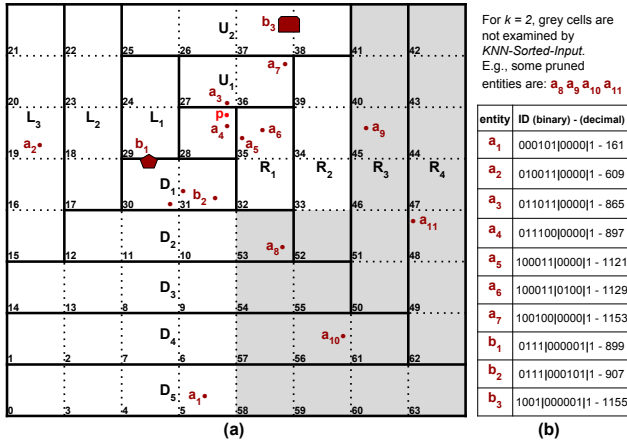 U2 b3
21 22 25 26 37 38 41 42
a7
U1
a3
20 23 24 27 36 39 40 43
L3 L2 L1 p
a4 a6 a9
a2 b1 a5
19 18 29 28 35 34 45 44
R1 R2 R3 R4
D1 b2
16 17 30 31 32 33 46 47
a11
D2 a8
15 12 11 10 53 52 51 48
D3
14 13 8 9 54 55 50 49
D4 a10
1 2 7 6 57 56 61 62
D5 a1
0 3 4 5 58 59 60 63
(a)
For k = 2, grey cells are
not examined by
KNN-Sorted-Input.
E.g., some pruned
entities are: a8 a9 a10 a11
entity ID (binary) - (decimal)
a1 000101|0000|1 - 161
a2 010011|0000|1 - 609
a3 011011|0000|1 - 865
a4 011100|0000|1 - 897
a5 100011|0000|1 - 1121
a6 100011|0100|1 - 1129
a7 100100|0000|1 - 1153
b1 0111|000001|1 - 899
b2 0111|000101|1 - 907
b3 1001|000001|1 - 1155
(b)